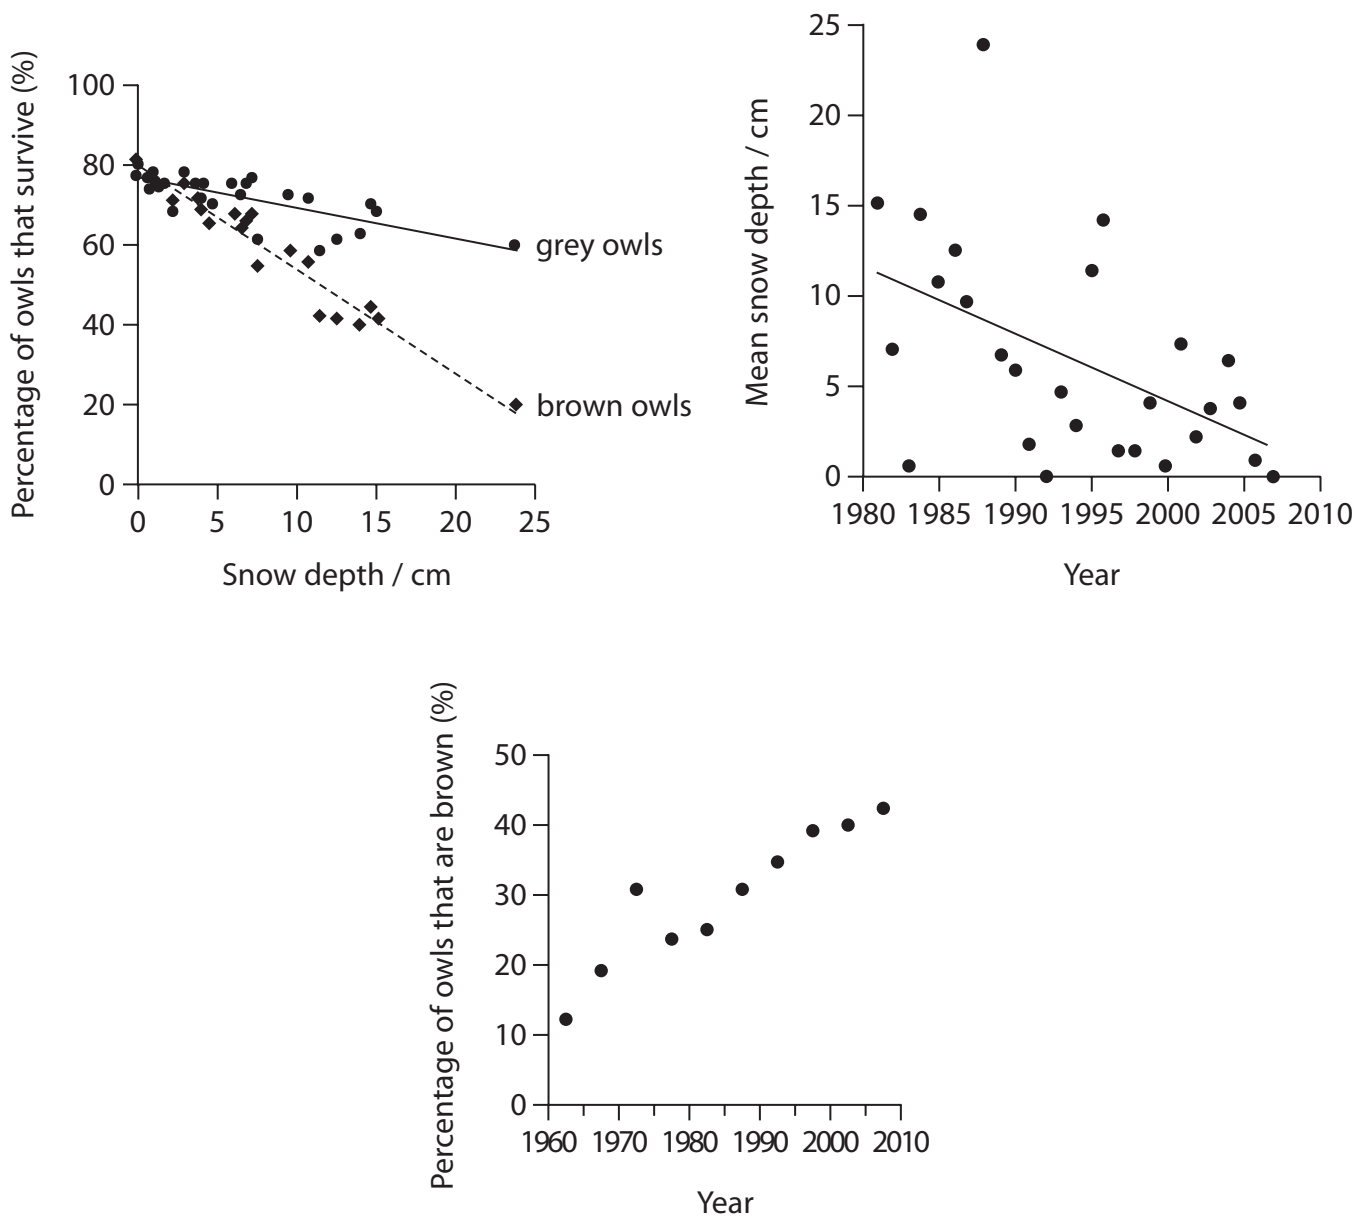 Percentage of owls that survive (%)
100
80
60
40
20
0
0 5 10 15 20 25
Snow depth / cm
grey owls
brown owls
Mean snow depth / cm
25
20
15
10
5
0
1980 1985 1990 1995 2000 2005 2010
Year
Percentage of owls that are brown (%)
50
40
30
20
10
0
1960 1970 1980 1990 2000 2010
Year